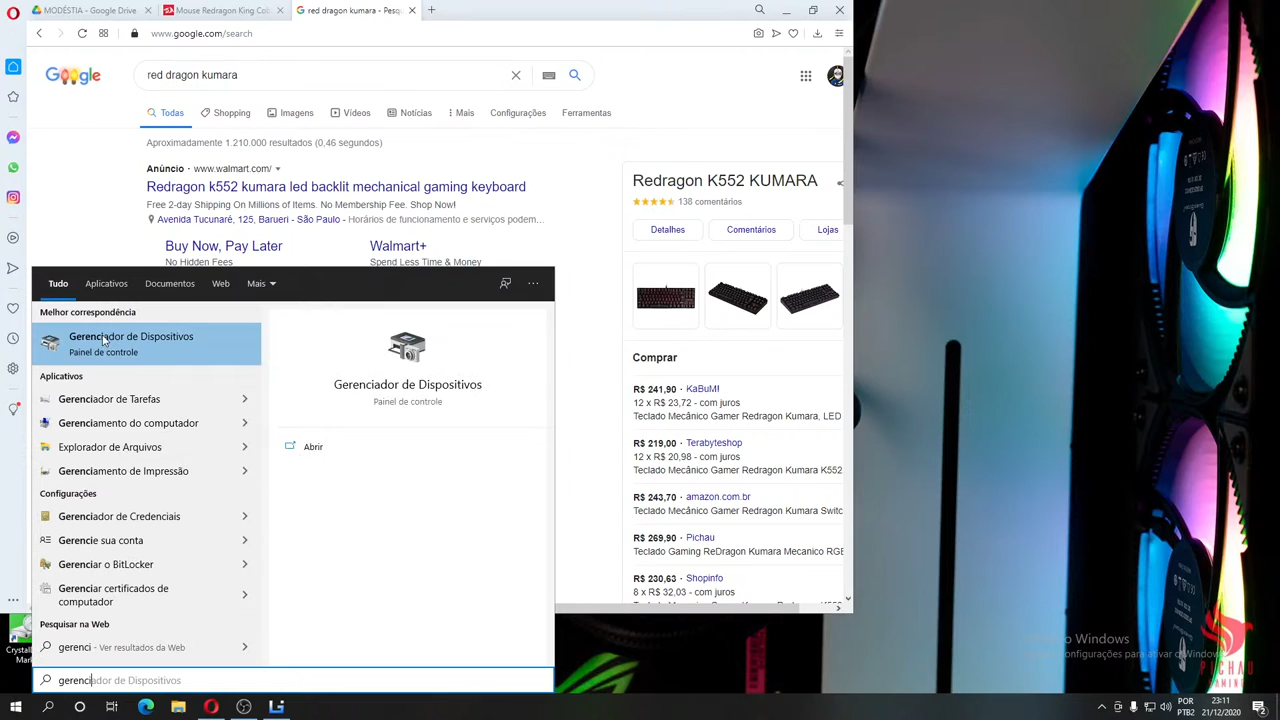 MODÉSTIA - Google Drive
Mouse Redragon King Cob
red dragon kumara - Pesq
www.google.com/search
Google
red dragon kumara
Todas
Shopping
Imagens
Vídeos
Notícias
Mais
Configurações
Ferramentas
Aproximadamente 1.210.000 resultados (0,46 segundos)
Anúncio · www.walmart.com/
Redragon k552 kumara led backlit mechanical gaming keyboard
Free 2-day Shipping On Millions of Items. No Membership Fee. Shop Now!
Avenida Tucunaré, 125, Barueri - São Paulo - Horários de funcionamento e serviços podem...
Buy Now, Pay Later
Walmart+
No Hidden Fees
Spend Less Time & Money
Redragon K552 KUMARA
138 comentários
Detalhes
Comentários
Lojas
Comprar
R$ 241,90 · KaBuM!
12 x R$ 23,72 - com juros
Teclado Mecânico Gamer Redragon Kumara, LED
R$ 219,00 · Terabyteshop
12 x R$ 20,98 - com juros
Teclado Mecânico Gamer Redragon Kumara K552
R$ 243,70 · amazon.com.br
Teclado Mecânico Gamer Redragon Kumara Switc
R$ 269,90 · Pichau
Teclado Gaming ReDragon Kumara Mecanico RGB
R$ 230,63 · Shopinfo
8 x R$ 32,03 - com juros
Tudo
Aplicativos
Documentos
Web
Mais
Melhor correspondência
Gerenciador de Dispositivos
Painel de controle
Aplicativos
Gerenciador de Tarefas
Gerenciamento do computador
Explorador de Arquivos
Gerenciamento de Impressão
Configurações
Gerenciador de Credenciais
Gerencie sua conta
Gerenciar o BitLocker
Gerenciar certificados de
computador
Pesquisar na Web
gerenci - Ver resultados da Web
gerenciador de Dispositivos
Gerenciador de Dispositivos
Painel de controle
Abrir
Crystal
Mark
Windows
configurações para ativar o Windows.
PICHAU
GAMING
POR
PTB2
23:11
21/12/2020
2